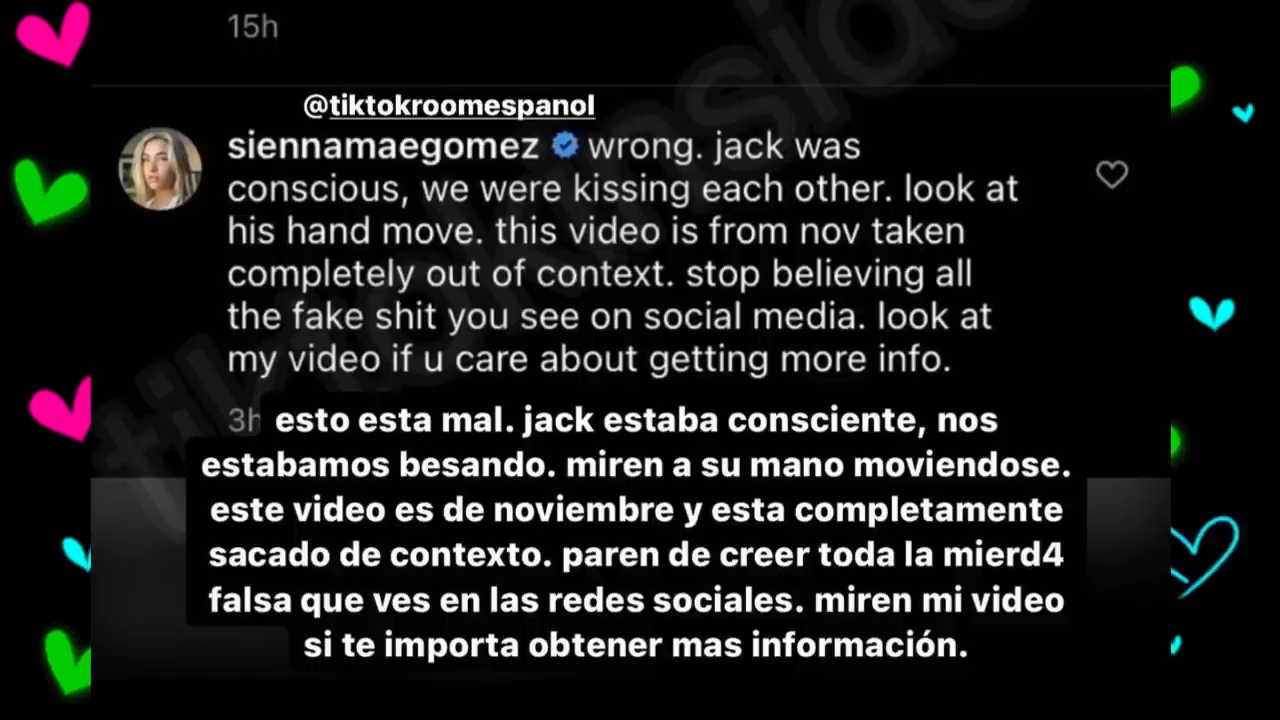 15h
@tiktokroomespanol
siennamaegomez wrong. jack was
conscious, we were kissing each other. look at
his hand move. this video is from nov taken
completely out of context. stop believing all
the fake shit you see on social media. look at
my video if u care about getting more info.
3h
esto esta mal. jack estaba consciente, nos
estabamos besando. miren a su mano moviendose.
este video es de noviembre y esta completamente
sacado de contexto. paren de creer toda la mierd4
falsa que ves en las redes sociales. miren mi video
si te importa obtener mas información.